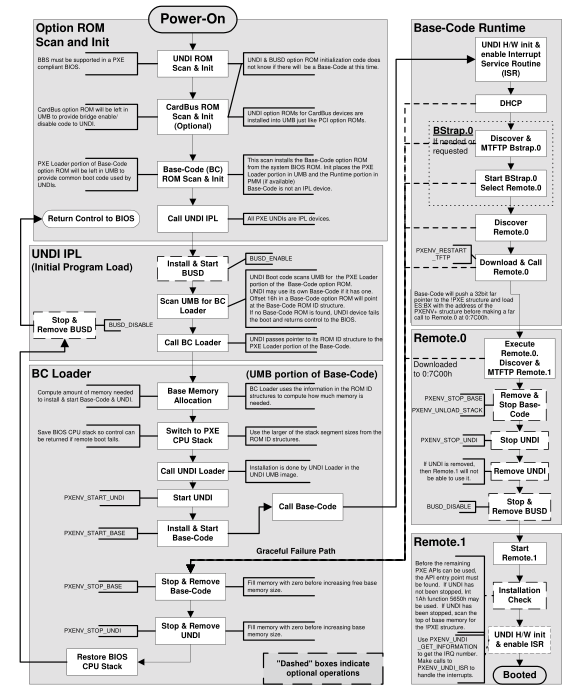 Power-On
Option ROM
Scan and Init
BBS must be supported in a PXE
compliant BIOS.
UNDI ROM
Scan & Init
UNDI & BUSD option ROM initialization code does
not know if there will be a Base-Code at this time.
CardBus option ROM will be left in
UMB to provide bridge enable/
disable code to UNDI.
CardBus ROM
Scan & Init
(Optional)
UNDI option ROMs for CardBus devices are
installed into UMB just like PCI option ROMs.
PXE Loader portion of Base-Code
option ROM will be left in UMB to
provide common boot code used by
UNDIs.
Base-Code (BC)
ROM Scan & Init
This scan installs the Base-Code option ROM
from the system BIOS ROM. Init places the PXE
Loader portion in UMB and the Runtime portion in
PMM (if available)
Base-Code is not an IPL device.
Return Control to BIOS
Call UNDI IPL
All PXE UNDIs are IPL devices.
UNDI IPL
(Initial Program Load)
Install & Start
BUSD
BUSD_ENABLE
Scan UMB for BC
Loader
UNDI Boot code scans UMB for the PXE Loader
portion of the Base-Code option ROM.
UNDI may use its own Base-Code if it has one.
Offset 16h in a Base-Code option ROM will point
at the Base-Code ROM ID structure.
If no Base-Code ROM is found, UNDI device fails
the boot and returns control to the BIOS.
Stop &
Remove BUSD
BUSD_DISABLE
Call BC Loader
UNDI passes pointer to its ROM ID structure to the
PXE Loader portion of the Base-Code.
BC Loader
(UMB portion of Base-Code)
Compute amount of memory needed
to install & start Base-Code & UNDI.
Base Memory
Allocation
BC Loader uses the information in the ROM ID
structures to compute how much memory is
needed.
Save BIOS CPU stack so control can
be returned if remote boot fails.
Switch to PXE
CPU Stack
Use the larger of the stack segment sizes from the
ROM ID structures.
Call UNDI Loader
Installation is done by UNDI Loader in the
UNDI UMB image.
PXENV_START_UNDI
Start UNDI
PXENV_START_BASE
Install & Start
Base-Code
Call Base-Code
Graceful Failure Path
PXENV_STOP_BASE
Stop & Remove
Base-Code
Fill memory with zero before increasing free base
memory size.
PXENV_STOP_UNDI
Stop & Remove
UNDI
Fill memory with zero before increasing base
memory size.
Restore BIOS
CPU Stack
"Dashed" boxes indicate
optional operations
Base-Code Runtime
UNDI H/W init &
enable Interrupt
Service Routine
(ISR)
DHCP
BStrap.0
If needed or
requested
Discover &
MTFTP Bstrap.0
Start BStrap.0
Select Remote.0
Discover
Remote.0
PXENV_RESTART
_TFTP
Download & Call
Remote.0
Base-Code will push a 32bit far
pointer to the !PXE structure and load
ES:BX with the address of the
PXENV+ structure before making a far
call to Remote.0 at 0:7C00h.
Remote.0
Downloaded
to 0:7C00h
Execute
Remote.0.
Discover &
MTFTP Remote.1
PXENV_STOP_BASE
PXENV_UNLOAD_STACK
Remove &
Stop Base-
Code
PXENV_STOP_UNDI
Stop UNDI
If UNDI is removed,
then Remote.1 will not
be able to use it.
Remove UNDI
BUSD_DISABLE
Stop &
Remove BUSD
Remote.1
Start
Remote.1
Before the remaining
PXE APIs can be used,
the API entry point must
be found. If UNDI has
not been stopped, Int
1Ah function 5650h may
be used. If UNDI has
been stopped, scan the
top of base memory for
the !PXE structure.
Installation
Check
Use PXENV_UNDI
_GET_INFORMATION
to get the IRQ number.
Make calls to
PXENV_UNDI_ISR to
handle the interrupts.
UNDI H/W init
& enable ISR
Booted